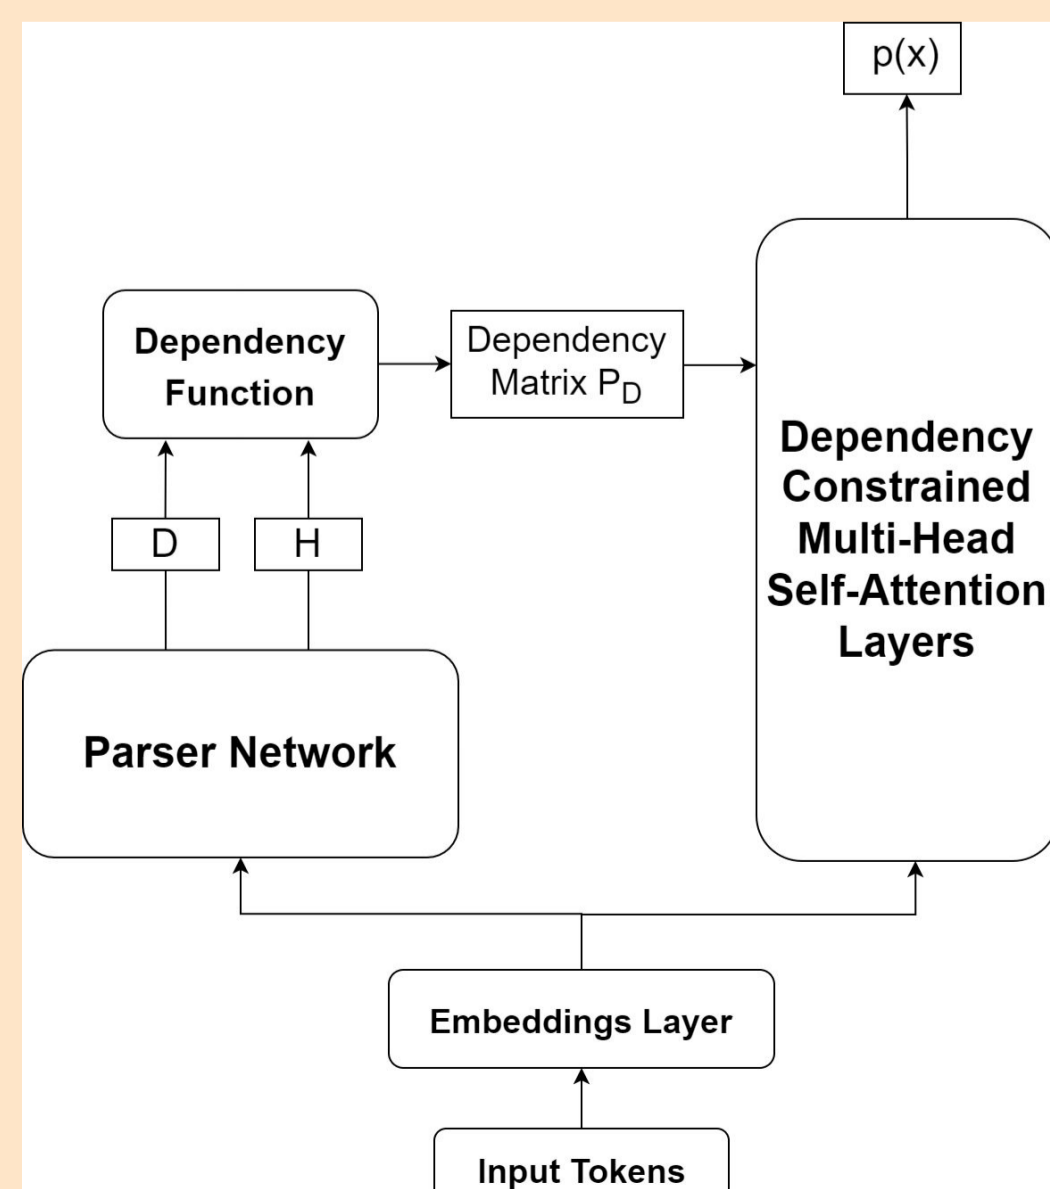 p(x)
Dependency
Function
Dependency
Matrix P_D
Dependency
Constrained
Multi-Head
Self-Attention
Layers
D
H
Parser Network
Embeddings Layer
Input Tokens